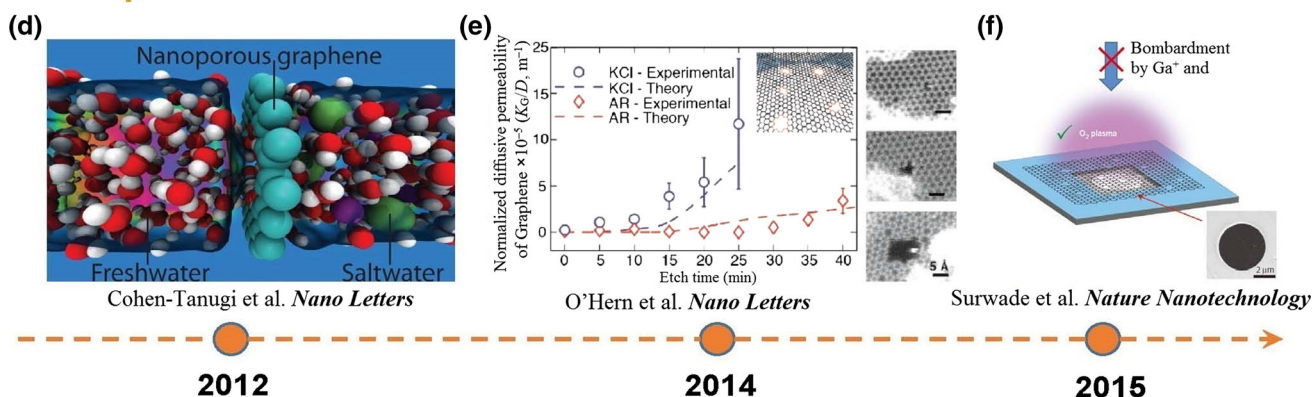 (d)
Nanoporous graphene
Freshwater
Saltwater
Cohen-Tanugi et al. Nano Letters
(e)
Normalized diffusive permeability
of Graphene ×10⁻⁵ (K_G/D, m⁻¹)
25
20
15
10
5
0
KCl - Experimental
KCl - Theory
AR - Experimental
AR - Theory
0 5 10 15 20 25 30 35 40
Etch time (min)
5 Å
O'Hern et al. Nano Letters
(f)
Bombardment
by Ga⁺ and
✓ O₂ plasma
2 μm
Surwade et al. Nature Nanotechnology
2012
2014
2015